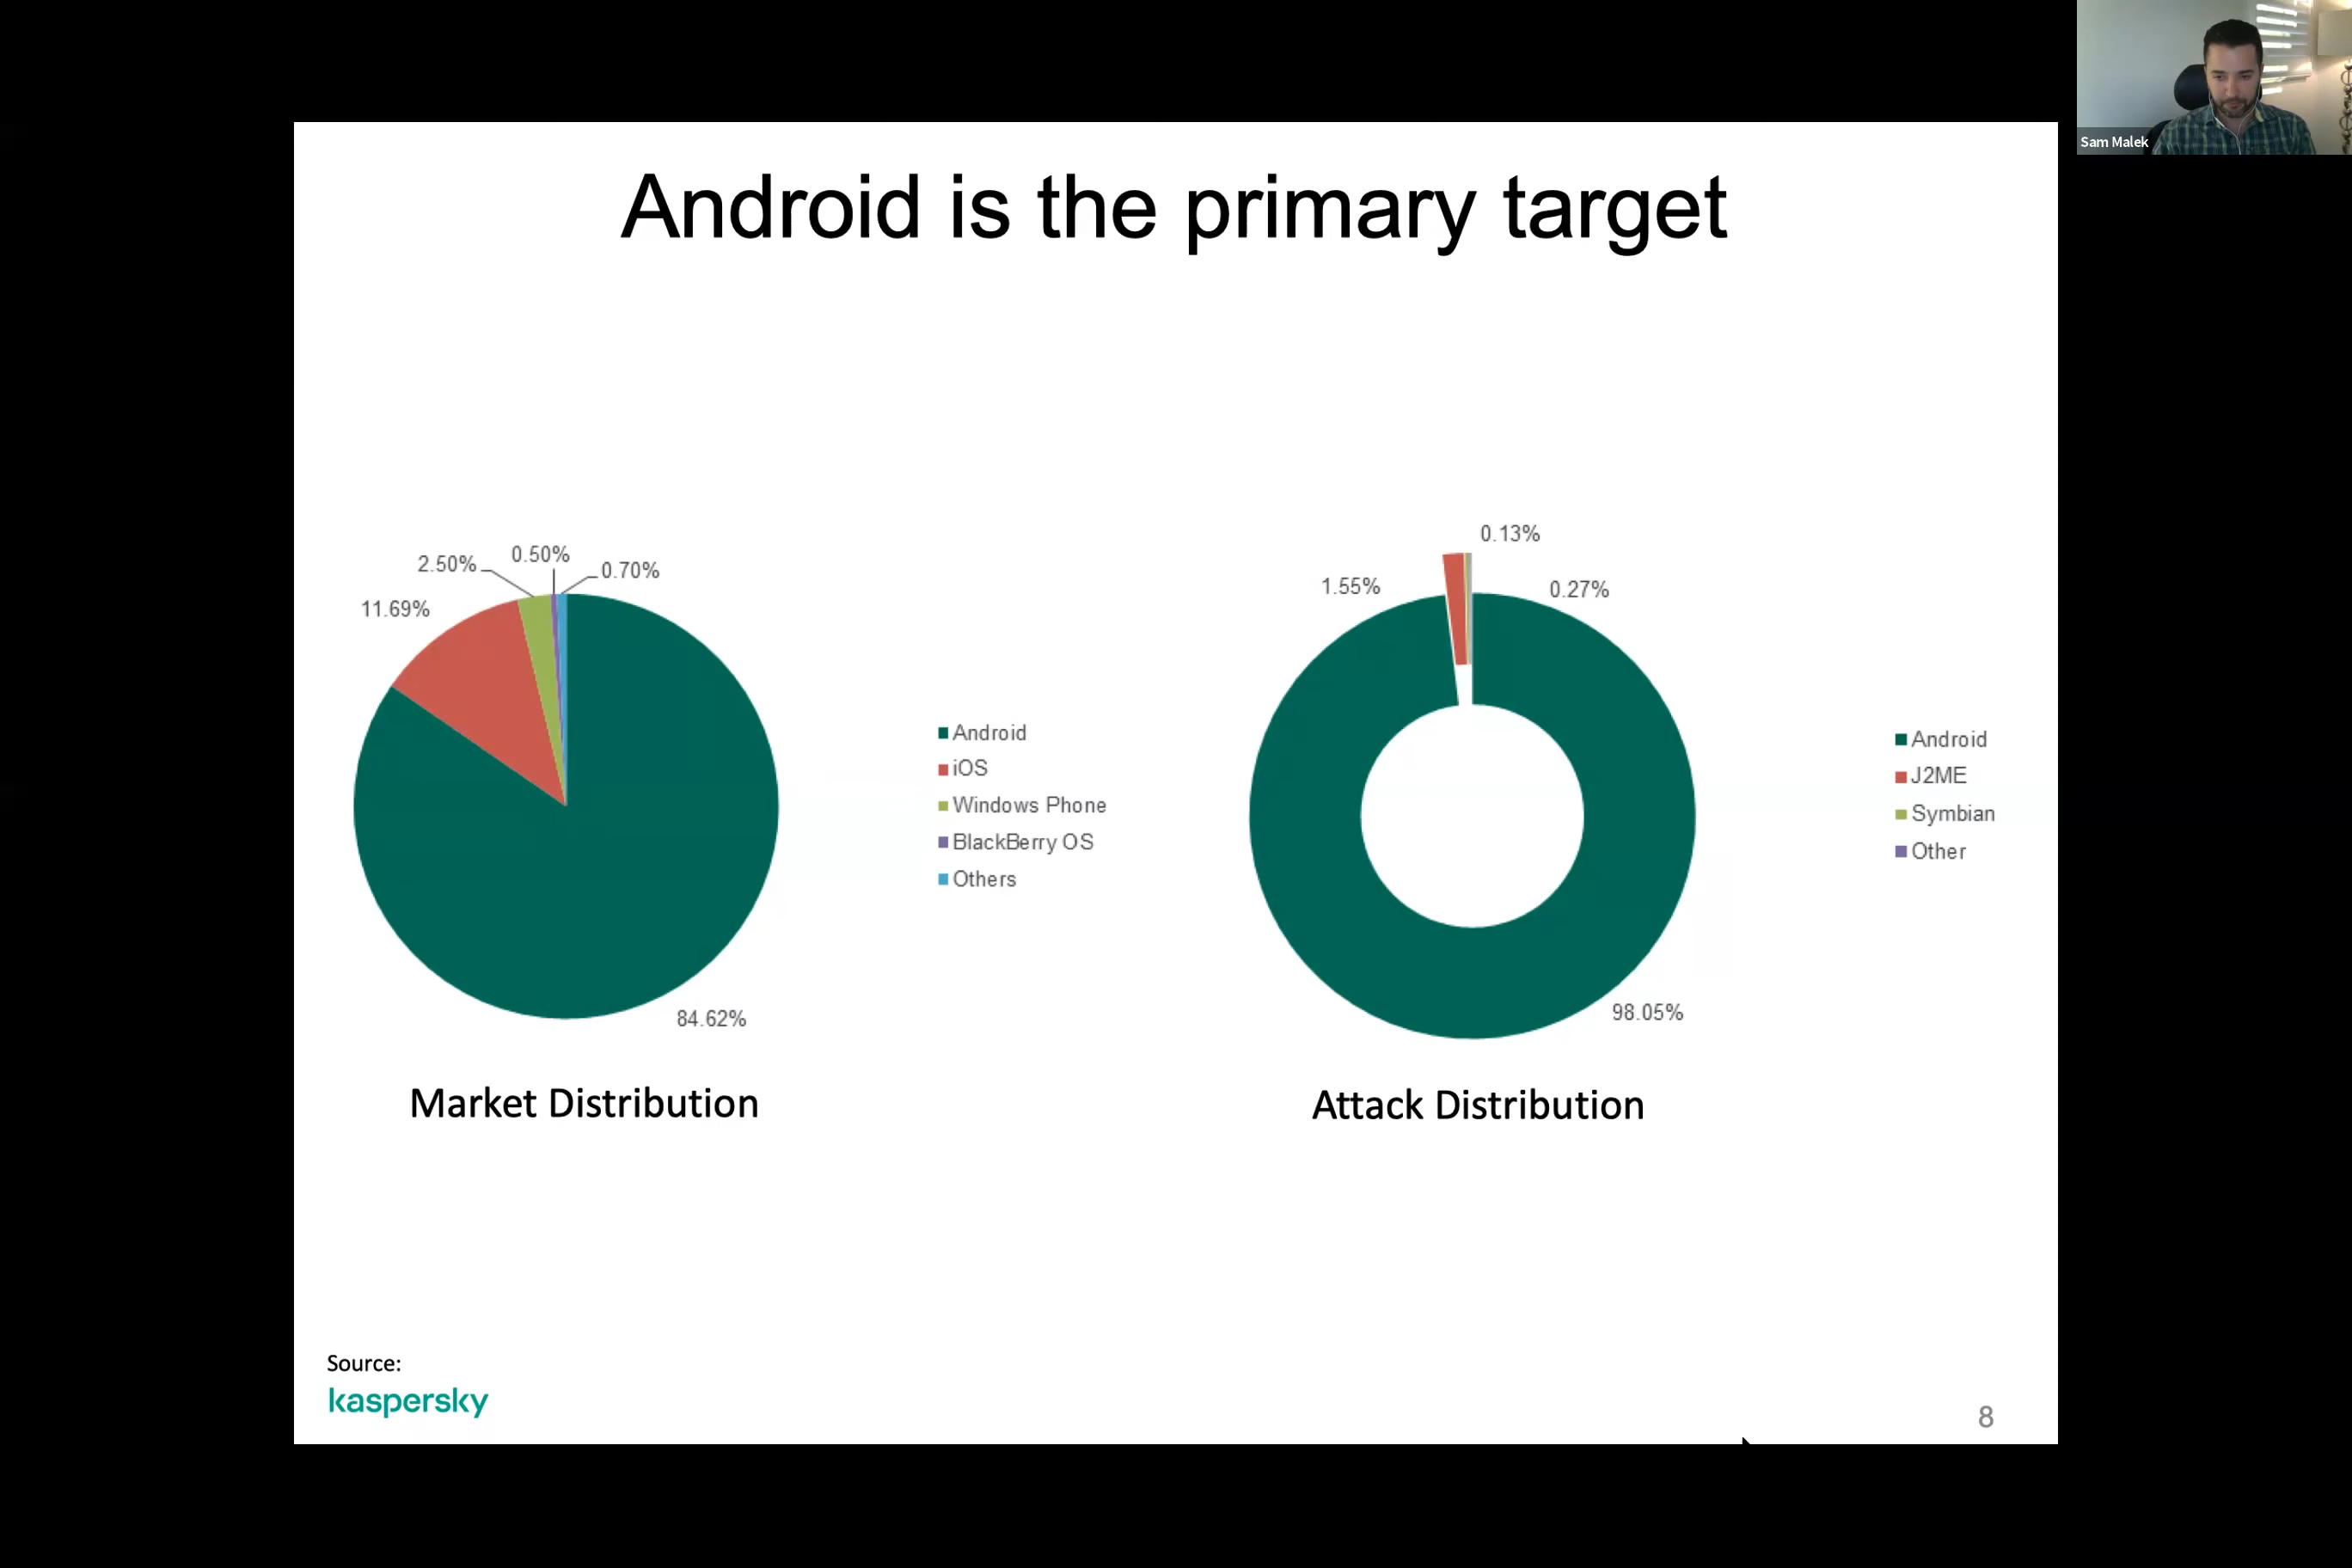 Sam Malek
Android is the primary target
2.50%
0.50%
0.70%
11.69%
84.62%
Android
iOS
Windows Phone
BlackBerry OS
Others
Market Distribution
0.13%
1.55%
0.27%
98.05%
Android
J2ME
Symbian
Other
Attack Distribution
Source:
kaspersky
8